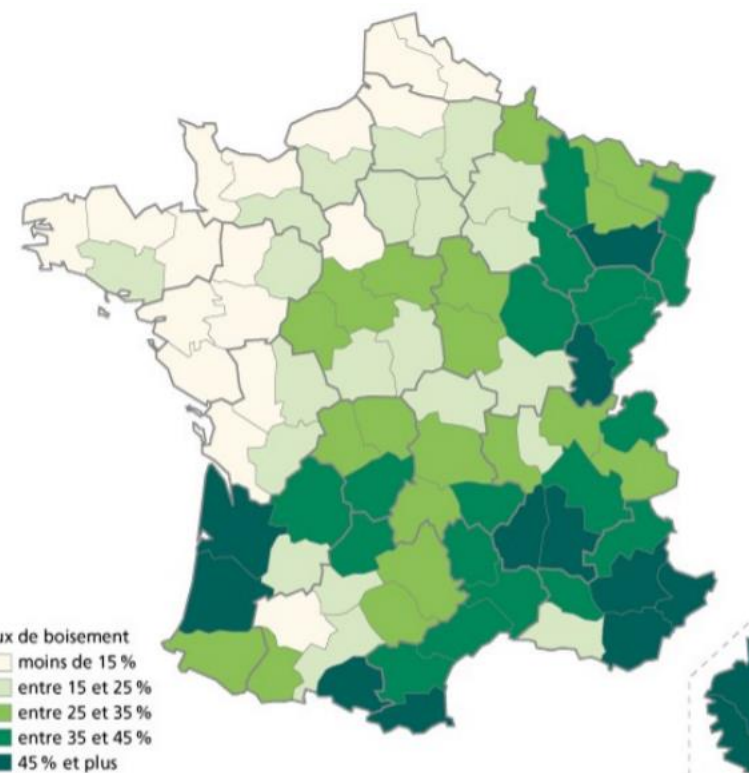 ux de boisement
moins de 15 %
entre 15 et 25 %
entre 25 et 35 %
entre 35 et 45 %
45 % et plus